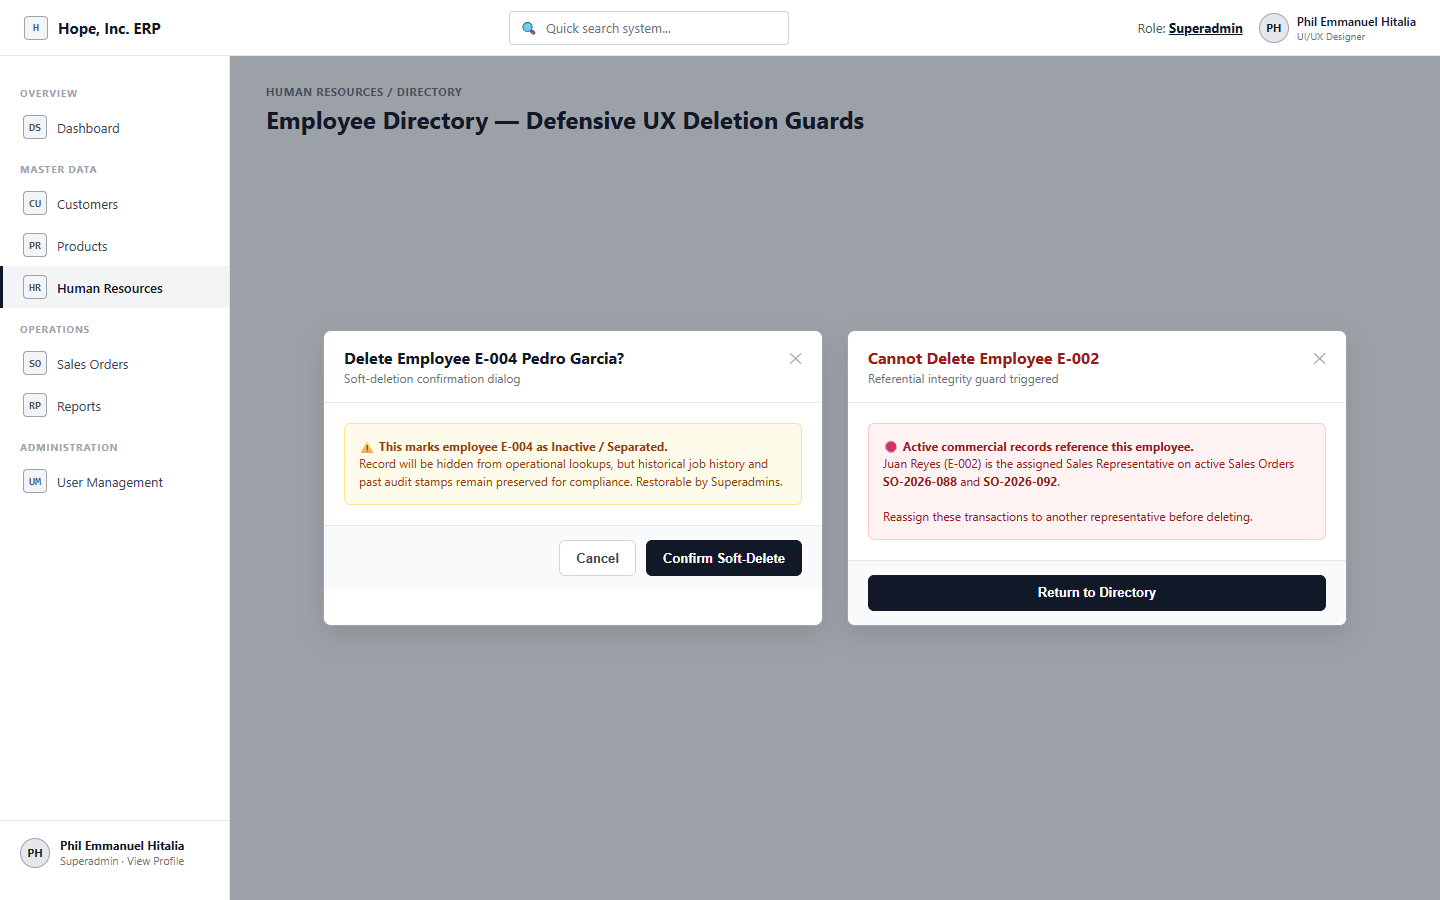 H
Hope, Inc. ERP
Quick search system...
Role: Superadmin
PH
Phil Emmanuel Hitalia
UI/UX Designer
OVERVIEW
DS
Dashboard
MASTER DATA
CU
Customers
PR
Products
HR
Human Resources
OPERATIONS
SO
Sales Orders
RP
Reports
ADMINISTRATION
UM
User Management
PH
Phil Emmanuel Hitalia
Superadmin · View Profile
HUMAN RESOURCES / DIRECTORY
Employee Directory — Defensive UX Deletion Guards
Delete Employee E-004 Pedro Garcia?
Soft-deletion confirmation dialog
⚠️ This marks employee E-004 as Inactive / Separated.
Record will be hidden from operational lookups, but historical job history and
past audit stamps remain preserved for compliance. Restorable by Superadmins.
Cancel
Confirm Soft-Delete
Cannot Delete Employee E-002
Referential integrity guard triggered
Active commercial records reference this employee.
Juan Reyes (E-002) is the assigned Sales Representative on active Sales Orders
SO-2026-088 and SO-2026-092.
Reassign these transactions to another representative before deleting.
Return to Directory